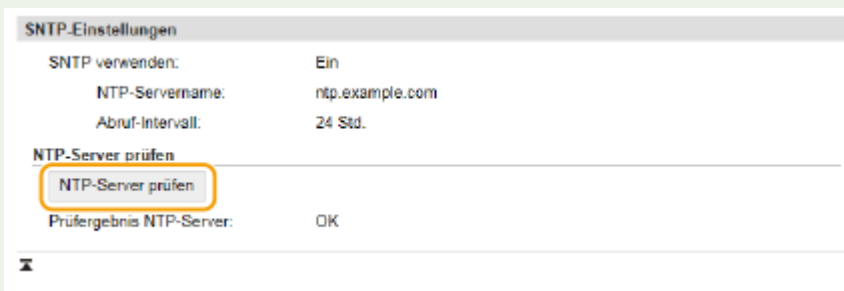 SNTP-Einstellungen
SNTP verwenden: Ein
NTP-Servername: ntp.example.com
Abruf-Intervall: 24 Std.
NTP-Server prüfen
NTP-Server prüfen
Prüfergebnis NTP-Server: OK